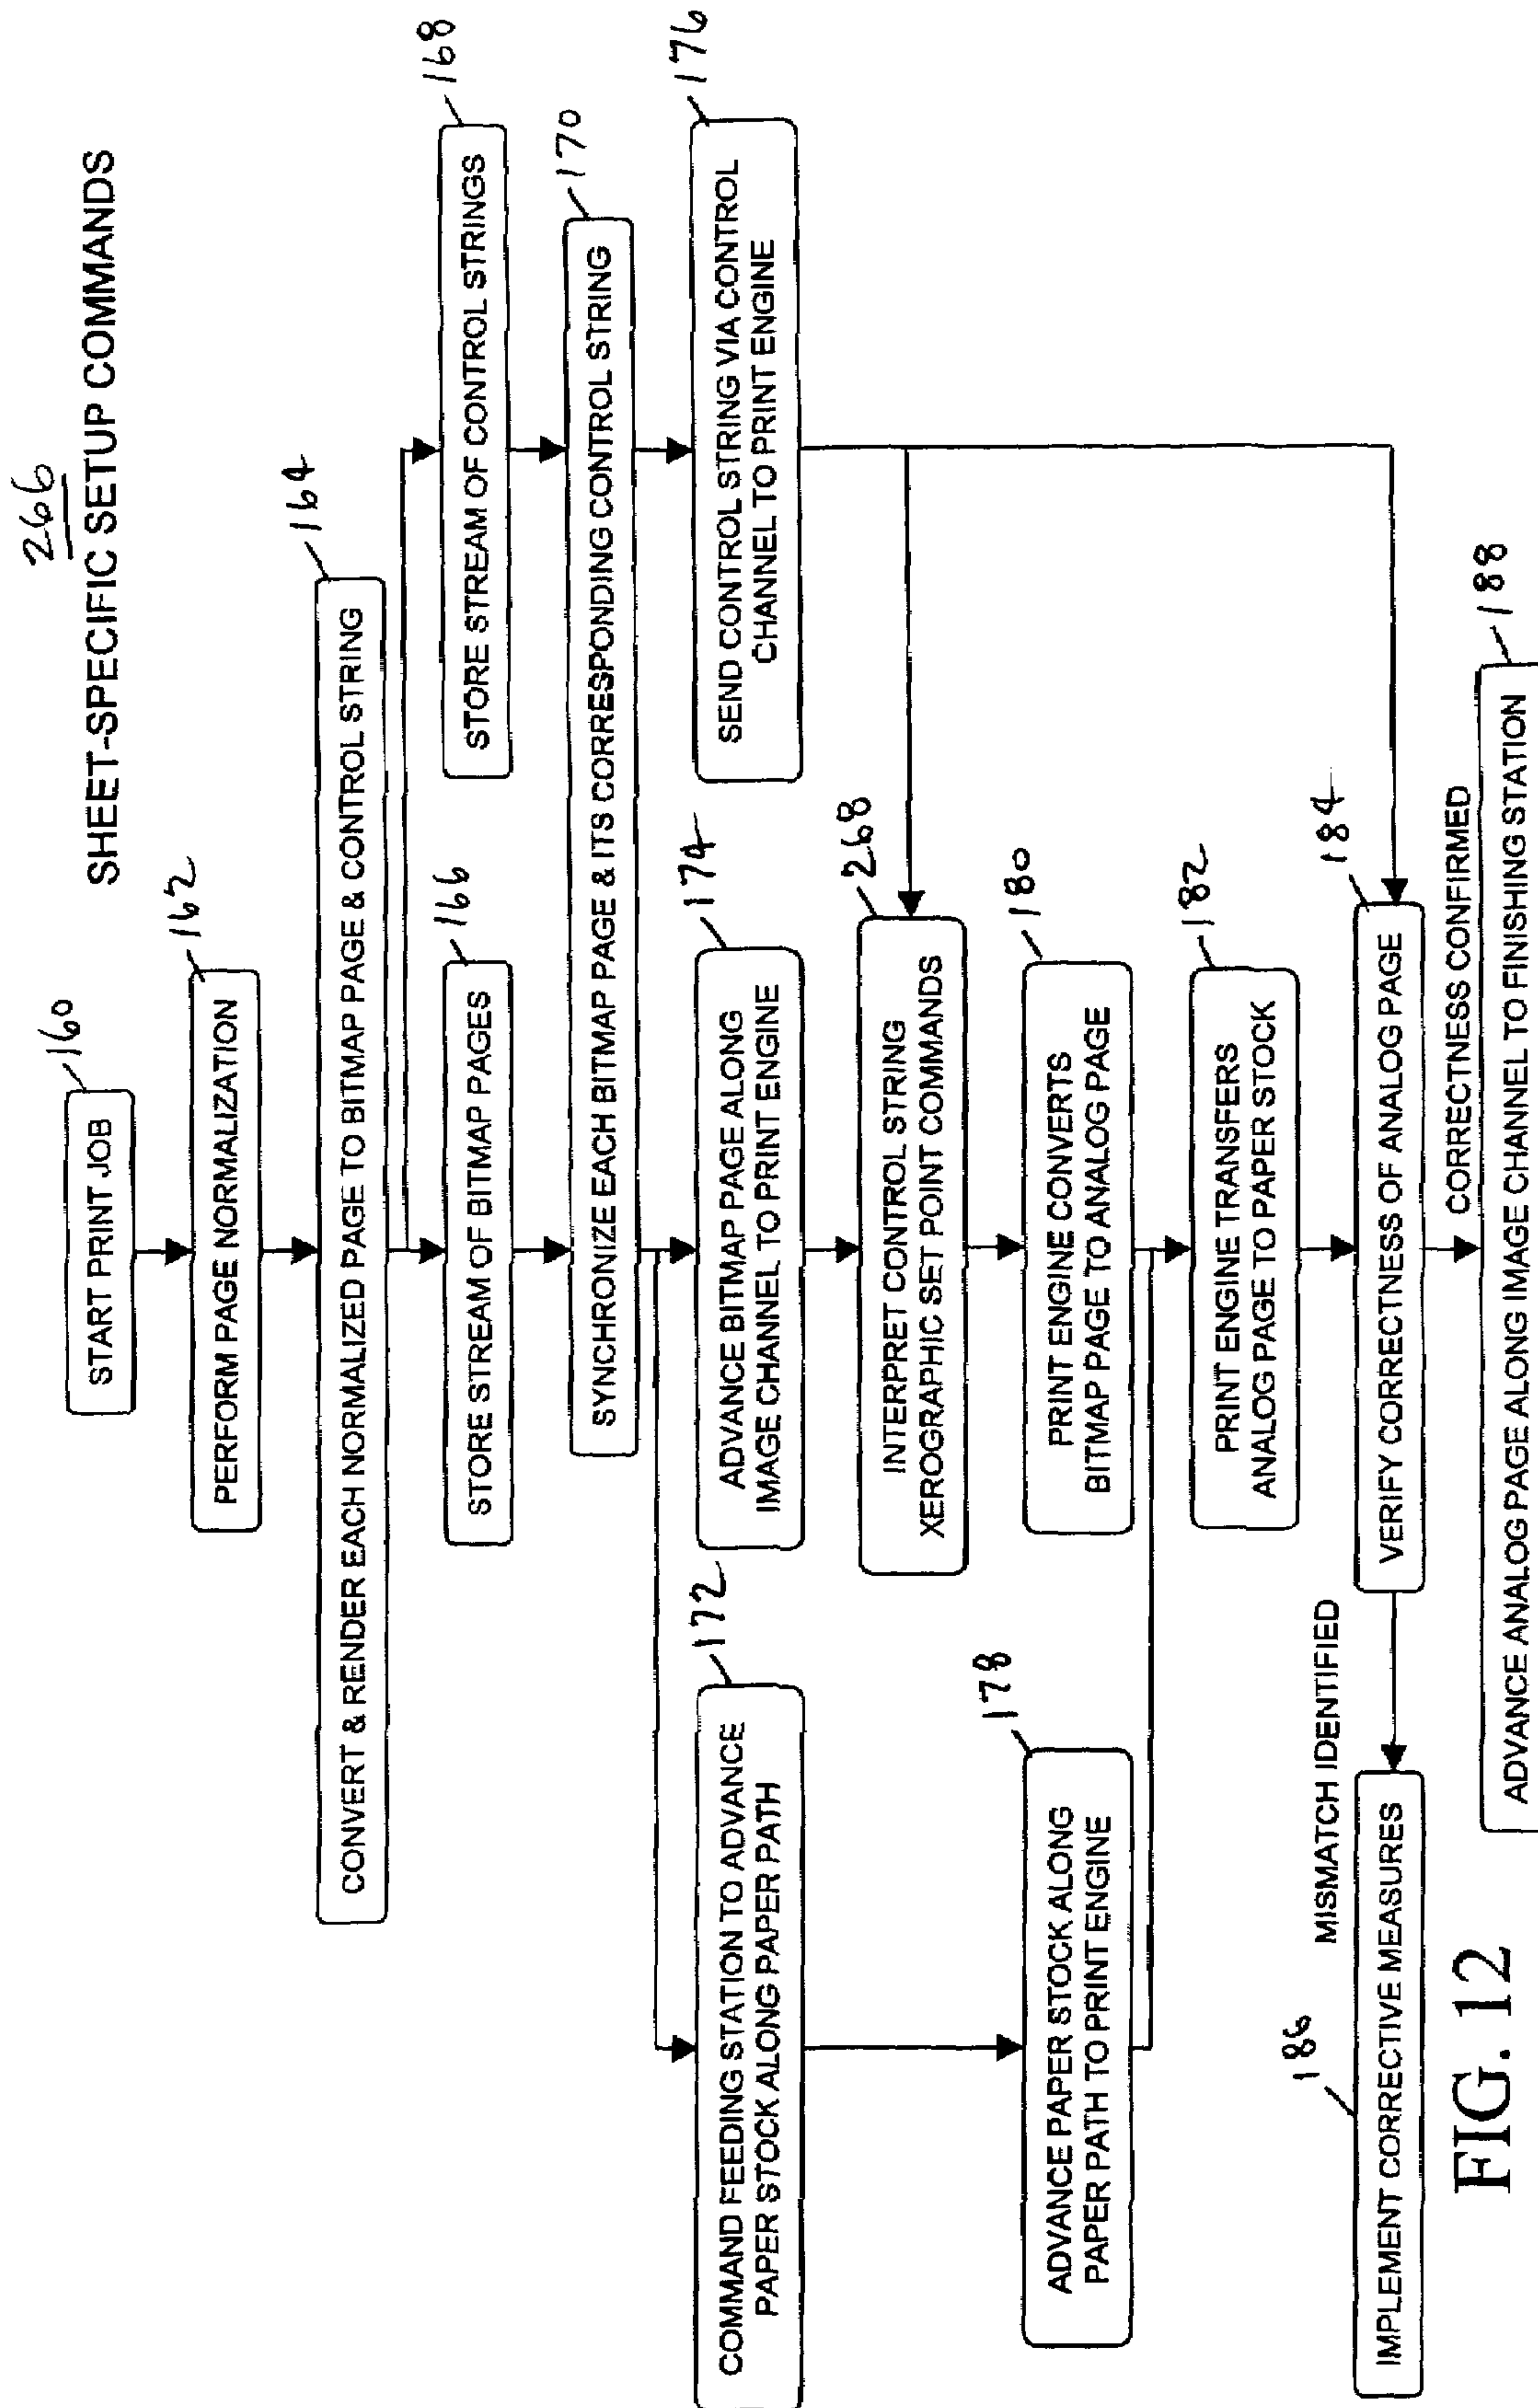 266
SHEET-SPECIFIC SETUP COMMANDS
160
START PRINT JOB
162
PERFORM PAGE NORMALIZATION
164
CONVERT & RENDER EACH NORMALIZED PAGE TO BITMAP PAGE & CONTROL STRING
166
STORE STREAM OF BITMAP PAGES
168
STORE STREAM OF CONTROL STRINGS
170
SYNCHRONIZE EACH BITMAP PAGE & ITS CORRESPONDING CONTROL STRING
172
COMMAND FEEDING STATION TO ADVANCE
PAPER STOCK ALONG PAPER PATH
174
ADVANCE BITMAP PAGE ALONG
IMAGE CHANNEL TO PRINT ENGINE
176
SEND CONTROL STRING VIA CONTROL
CHANNEL TO PRINT ENGINE
268
INTERPRET CONTROL STRING
XEROGRAPHIC SET POINT COMMANDS
178
ADVANCE PAPER STOCK ALONG
PAPER PATH TO PRINT ENGINE
180
PRINT ENGINE CONVERTS
BITMAP PAGE TO ANALOG PAGE
182
PRINT ENGINE TRANSFERS
ANALOG PAGE TO PAPER STOCK
184
VERIFY CORRECTNESS OF ANALOG PAGE
MISMATCH IDENTIFIED
186
IMPLEMENT CORRECTIVE MEASURES
CORRECTNESS CONFIRMED
188
ADVANCE ANALOG PAGE ALONG IMAGE CHANNEL TO FINISHING STATION
FIG. 12